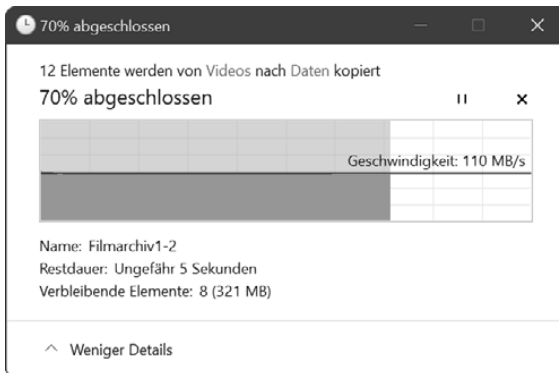 70% abgeschlossen
12 Elemente werden von Videos nach Daten kopiert
70% abgeschlossen
Geschwindigkeit: 110 MB/s
Name: Filmarchiv1-2
Restdauer: Ungefähr 5 Sekunden
Verbleibende Elemente: 8 (321 MB)
Weniger Details